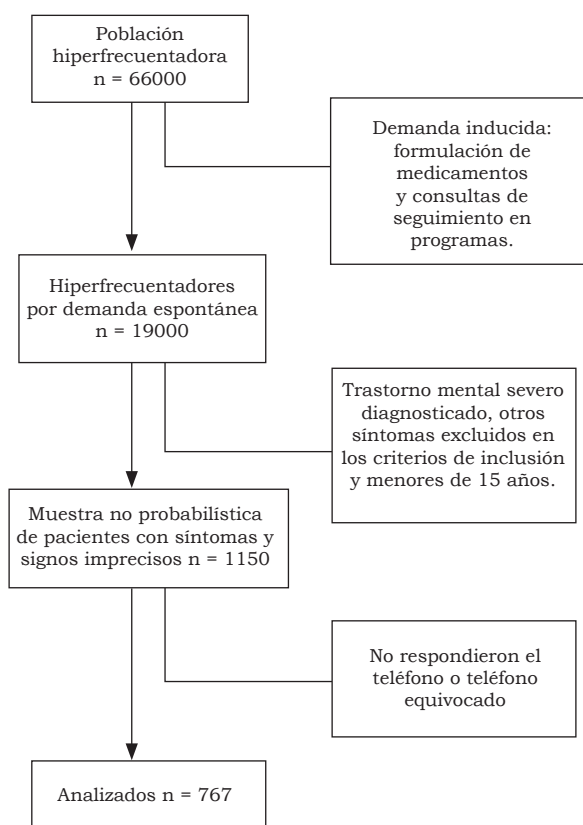 Población
hiperfrecuentadora
n = 66000
Demanda inducida:
formulación de
medicamentos
y consultas de
seguimiento en
programas.
Hiperfrecuentadores
por demanda espontánea
n = 19000
Trastorno mental severo
diagnosticado, otros
síntomas excluidos en
los criterios de inclusión
y menores de 15 años.
Muestra no probabilística
de pacientes con síntomas y
signos imprecisos n = 1150
No respondieron el
teléfono o teléfono
equivocado
Analizados n = 767